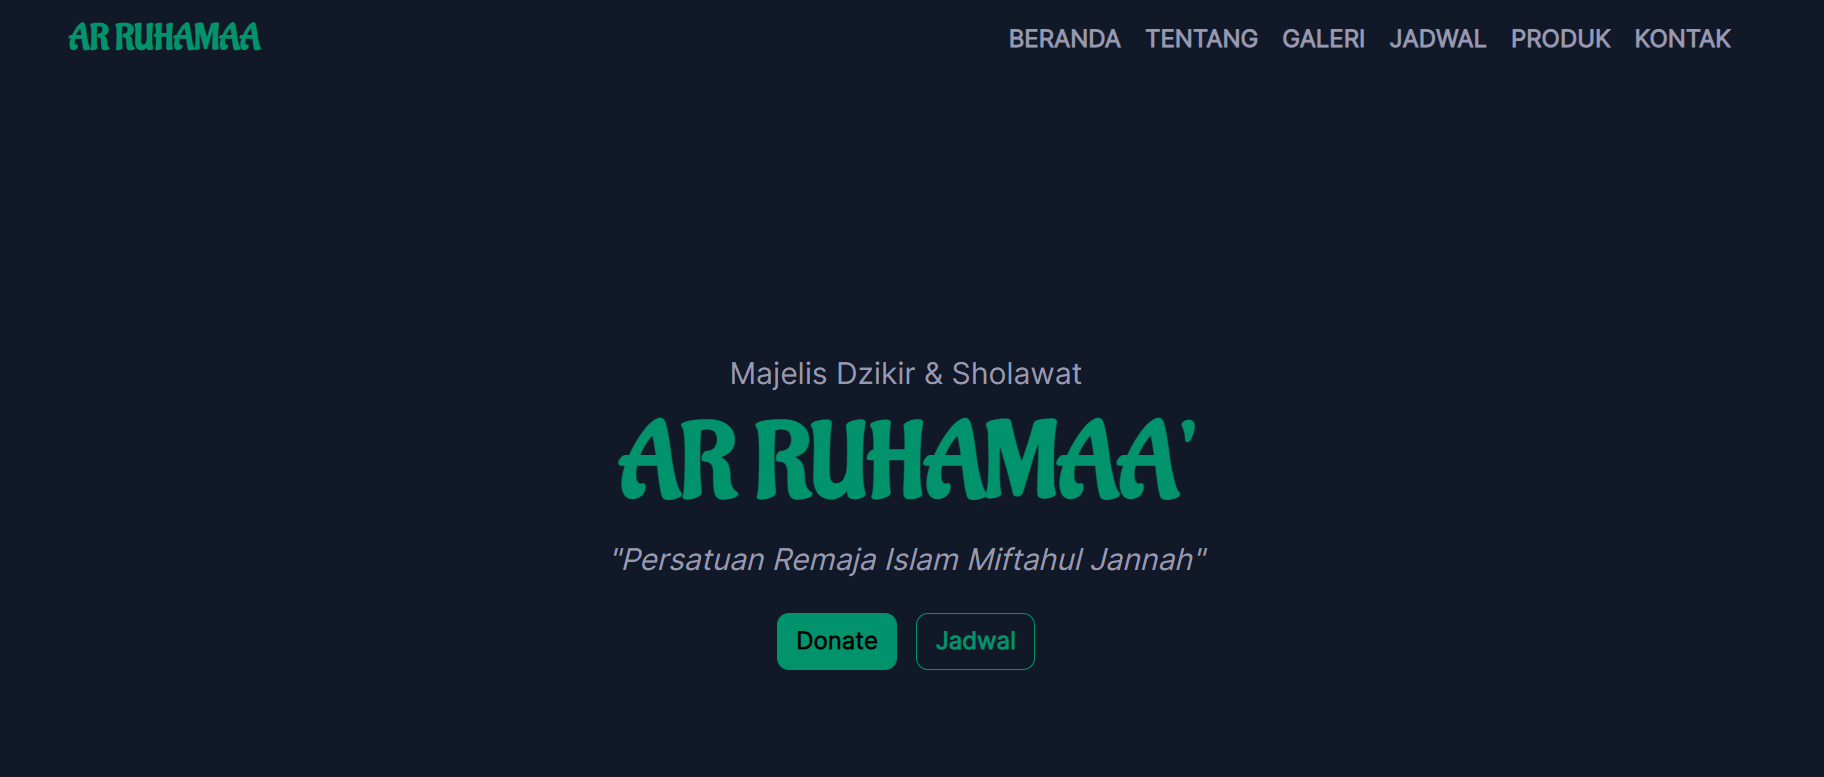 AR RUHAMAA
BERANDA TENTANG GALERI JADWAL PRODUK KONTAK
Majelis Dzikir & Sholawat
AR RUHAMAA'
"Persatuan Remaja Islam Miftahul Jannah"
Donate Jadwal